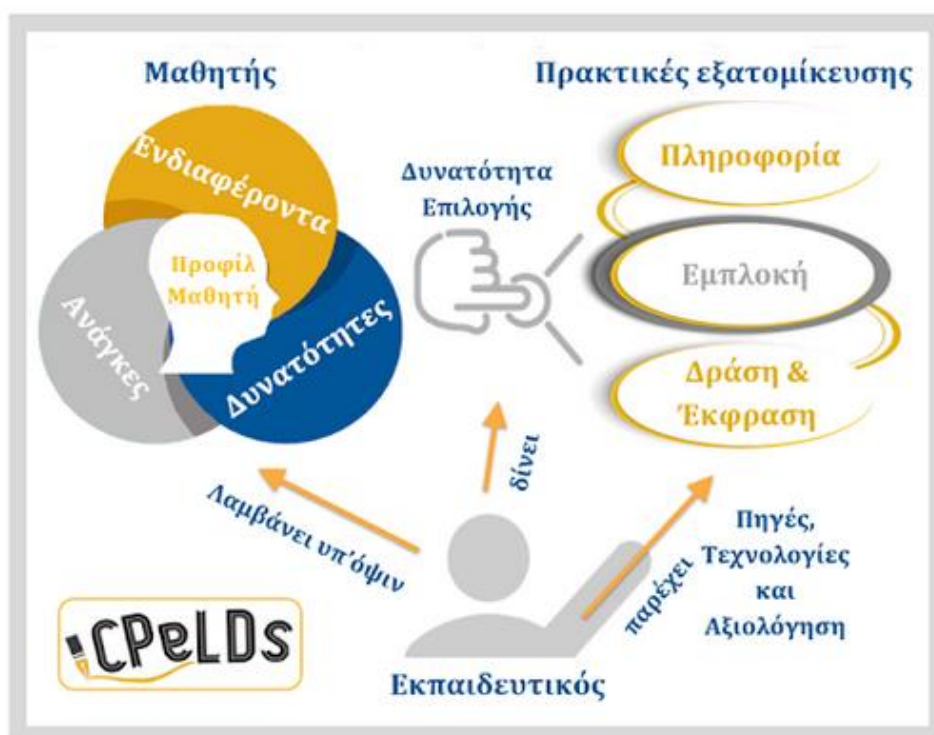 Μαθητής
Πρακτικές εξατομίκευσης
Ενδιαφέροντα
Προφίλ
Μαθητή
Ανάγκες
Δυνατότητες
Δυνατότητα
Επιλογής
Πληροφορία
Εμπλοκή
Δράση &
Έκφραση
Λαμβάνει υπ'όψιν
δίνει
παρέχει
Πηγές,
Τεχνολογίες
και
Αξιολόγηση
Εκπαιδευτικός
iCPeLDs